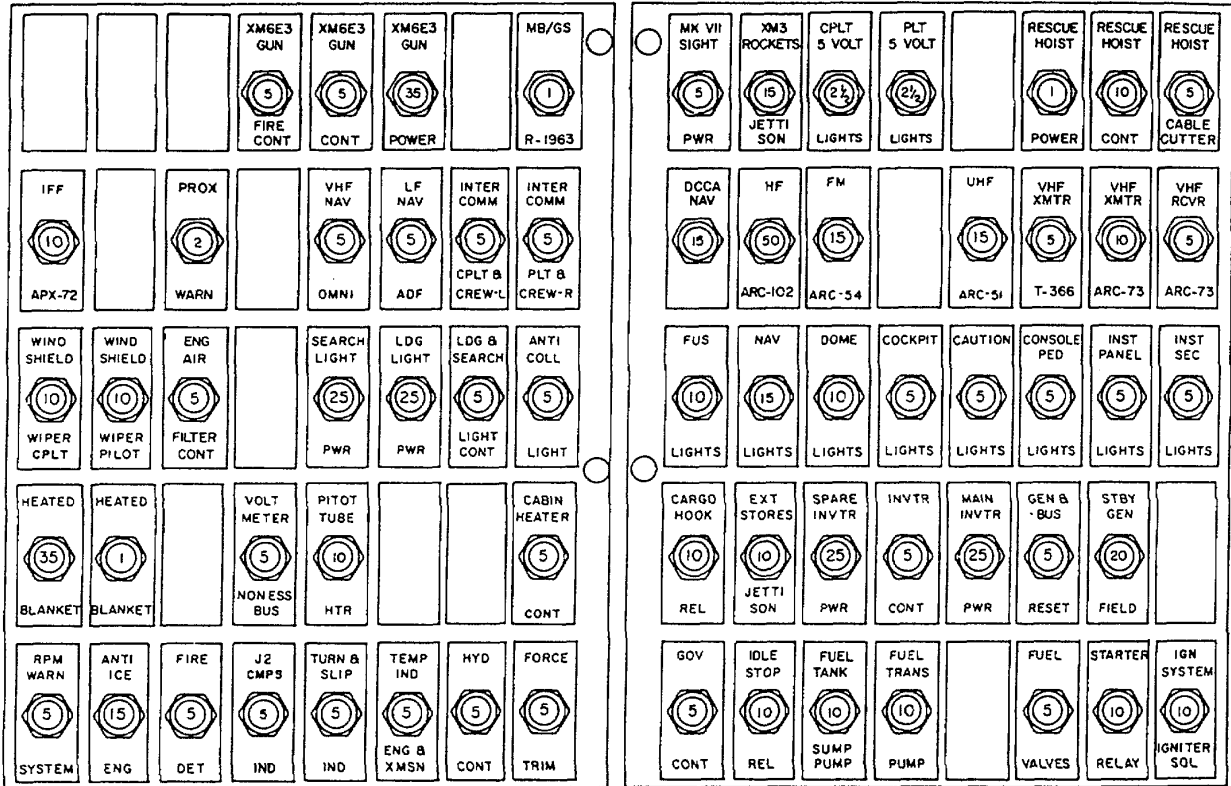 XM6E3 GUN 5 FIRE CONT
XM6E3 GUN 5 CONT
XM6E3 GUN 35 POWER
MB/GS 1 R-1963
IFF 10 APX-72
PROX 2 WARN
VHF NAV 5 OMNI
LF NAV 5 ADF
INTER COMM 5 CPLT & CREW-L
INTER COMM 5 PLT & CREW-R
WIND SHIELD 10 WIPER CPLT
WIND SHIELD 10 WIPER PILOT
ENG AIR 5 FILTER CONT
SEARCH LIGHT 25 PWR
LDG LIGHT 25 PWR
LDG & SEARCH 5 LIGHT CONT
ANTI COLL 5 LIGHT
HEATED 35 BLANKET
HEATED 1 BLANKET
VOLT METER 5 NON ESS BUS
PITOT TUBE 10 HTR
CABIN HEATER 5 CONT
RPM WARN 5 SYSTEM
ANTI ICE 15 ENG
FIRE 5 DET
J2 CMPS 5 IND
TURN & SLIP 5 IND
TEMP IND 5 ENG & XMSN
HYD 5 CONT
FORCE 5 TRIM
MK VII SIGHT 5 PWR
XM3 ROCKETS 15 JETTI SON
CPLT 5 VOLT 2½ LIGHTS
PLT 5 VOLT 2½ LIGHTS
RESCUE HOIST 1 POWER
RESCUE HOIST 10 CONT
RESCUE HOIST 5 CABLE CUTTER
DCCA NAV 15
HF 50 ARC-102
FM 15 ARC-54
UHF 15 ARC-51
VHF XMTR 5 T-366
VHF XMTR 10 ARC-73
VHF RCVR 5 ARC-73
FUS 10 LIGHTS
NAV 15 LIGHTS
DOME 10 LIGHTS
COCKPIT 5 LIGHTS
CAUTION 5 LIGHTS
CONSOLE PED 5 LIGHTS
INST PANEL 5 LIGHTS
INST SEC 5 LIGHTS
CARGO HOOK 10 REL
EXT STORES 10 JETTI SON
SPARE INVTR 25 PWR
INVTR 5 CONT
MAIN INVTR 25 PWR
GEN & BUS 5 RESET
STBY GEN 20 FIELD
GOV 5 CONT
IDLE STOP 10 REL
FUEL TANK 10 SUMP PUMP
FUEL TRANS 10 PUMP
FUEL 5 VALVES
STARTER 10 RELAY
IGN SYSTEM 10 IGNITER SOL